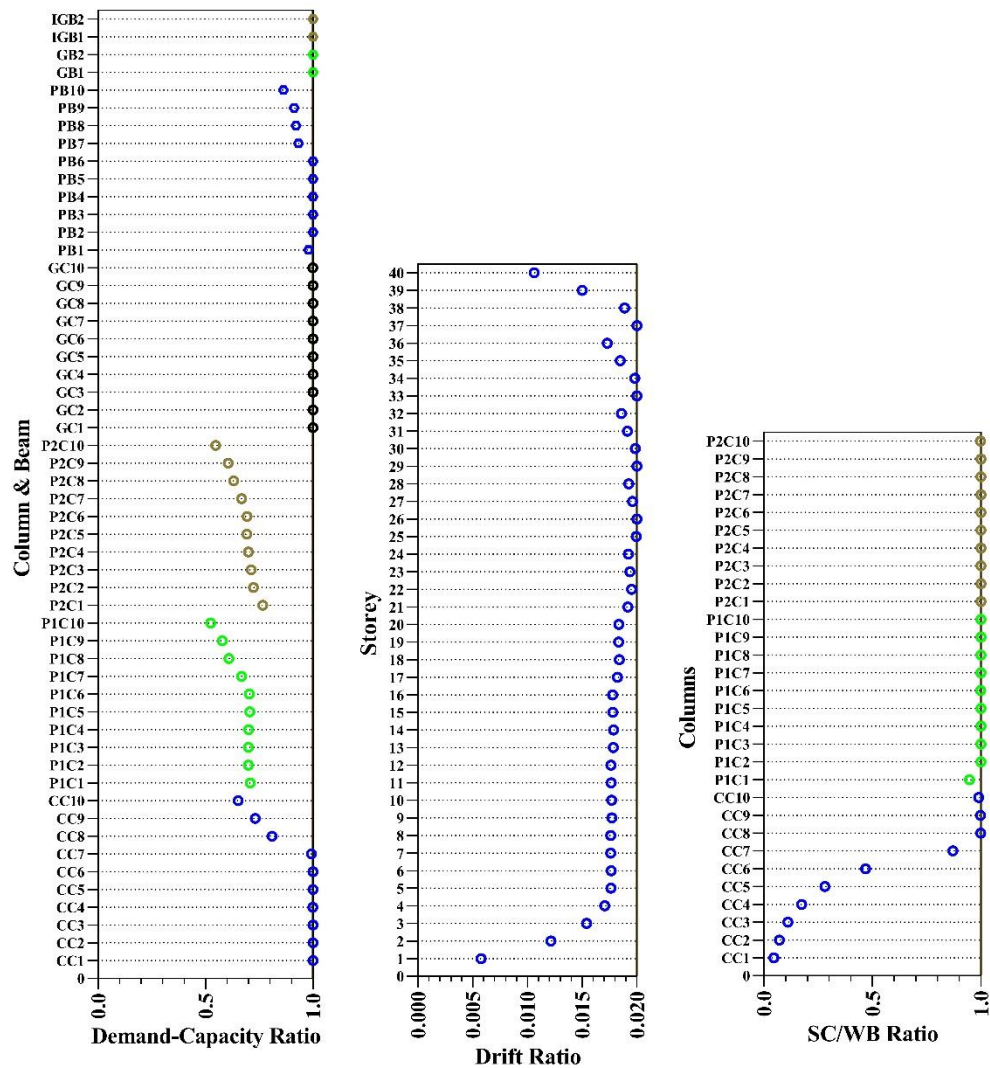 IGB2
IGB1
GB2
GB1
PB10
PB9
PB8
PB7
PB6
PB5
PB4
PB3
PB2
PB1
GC10
GC9
GC8
GC7
GC6
GC5
GC4
GC3
GC2
GC1
P2C10
P2C9
P2C8
P2C7
P2C6
P2C5
P2C4
P2C3
P2C2
P2C1
P1C10
P1C9
P1C8
P1C7
P1C6
P1C5
P1C4
P1C3
P1C2
P1C1
CC10
CC9
CC8
CC7
CC6
CC5
CC4
CC3
CC2
CC1
0
Column & Beam
0.0
0.5
1.0
Demand-Capacity Ratio
40
39
38
37
36
35
34
33
32
31
30
29
28
27
26
25
24
23
22
21
20
19
18
17
16
15
14
13
12
11
10
9
8
7
6
5
4
3
2
1
0
Storey
0.000
0.005
0.010
0.015
0.020
Drift Ratio
P2C10
P2C9
P2C8
P2C7
P2C6
P2C5
P2C4
P2C3
P2C2
P2C1
P1C10
P1C9
P1C8
P1C7
P1C6
P1C5
P1C4
P1C3
P1C2
P1C1
CC10
CC9
CC8
CC7
CC6
CC5
CC4
CC3
CC2
CC1
0
Columns
0.0
0.5
1.0
SC/WB Ratio